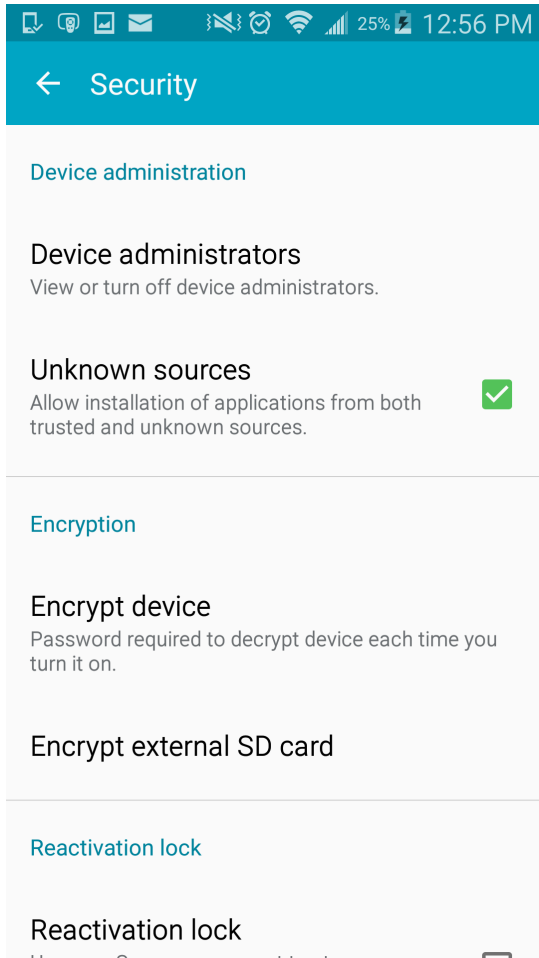 25% 12:56 PM
Security
Device administration
Device administrators
View or turn off device administrators.
Unknown sources
Allow installation of applications from both
trusted and unknown sources.
Encryption
Encrypt device
Password required to decrypt device each time you
turn it on.
Encrypt external SD card
Reactivation lock
Reactivation lock